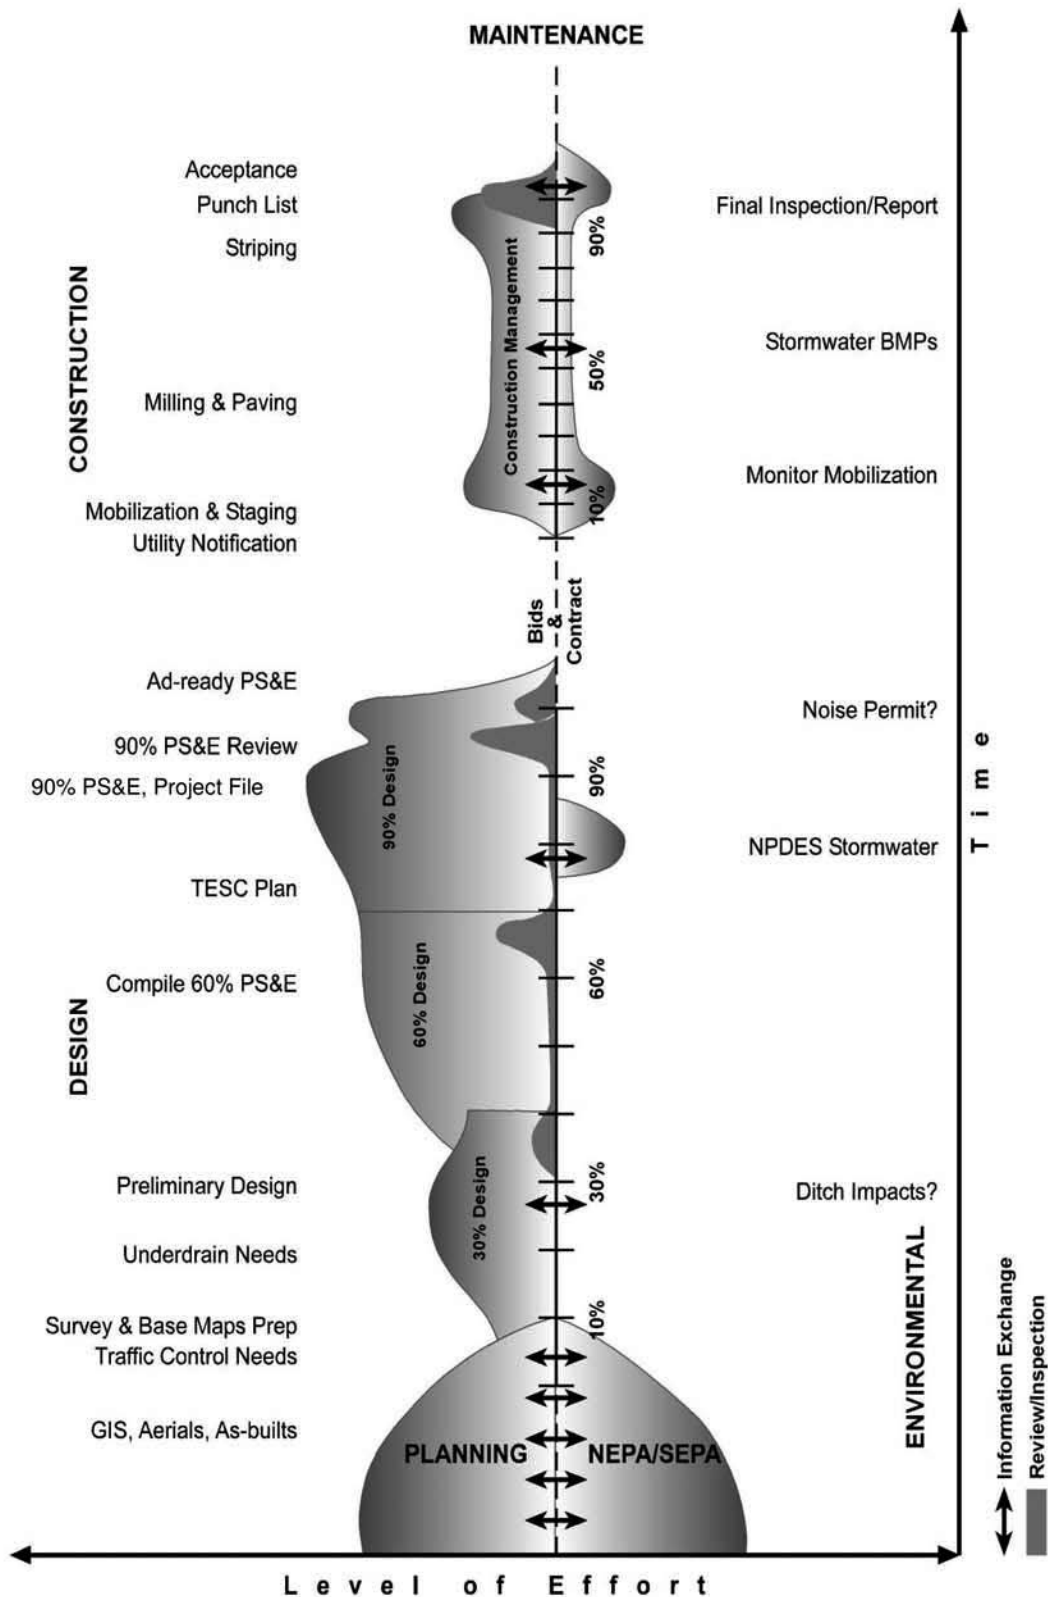 MAINTENANCE
Acceptance
Punch List
Final Inspection/Report
Striping
90%
CONSTRUCTION
Construction Management
Stormwater BMPs
50%
Milling & Paving
Monitor Mobilization
10%
Mobilization & Staging
Utility Notification
Bids
&
Contract
Ad-ready PS&E
Noise Permit?
90% PS&E Review
90% PS&E, Project File
90% Design
90%
Time
NPDES Stormwater
TESC Plan
Compile 60% PS&E
60% Design
60%
DESIGN
Preliminary Design
30% Design
30%
Ditch Impacts?
Underdrain Needs
ENVIRONMENTAL
Survey & Base Maps Prep
10%
Traffic Control Needs
GIS, Aerials, As-builts
PLANNING
NEPA/SEPA
Information Exchange
Review/Inspection
Level of Effort